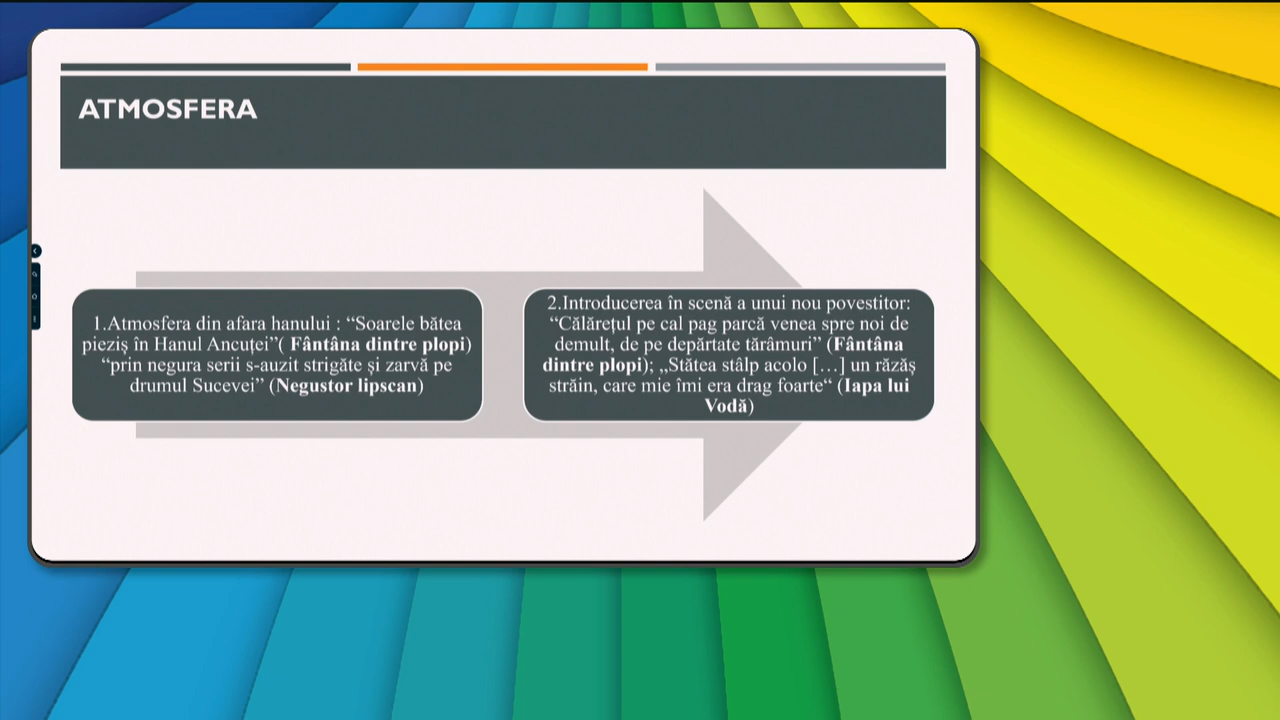 ATMOSFERA
1.Atmosfera din afara hanului : “Soarele bătea
pieziș în Hanul Ancuței”( Fântâna dintre plopi)
“prin negura serii s-auzit strigăte și zarvă pe
drumul Sucevei” (Negustor lipscan)
2.Introducerea în scenă a unui nou povestitor:
“Călărețul pe cal pag parcă venea spre noi de
demult, de pe depărtate tărâmuri” (Fântâna
dintre plopi); „Stătea stâlp acolo […] un răzăș
străin, care mie îmi era drag foarte“ (Iapa lui
Vodă)